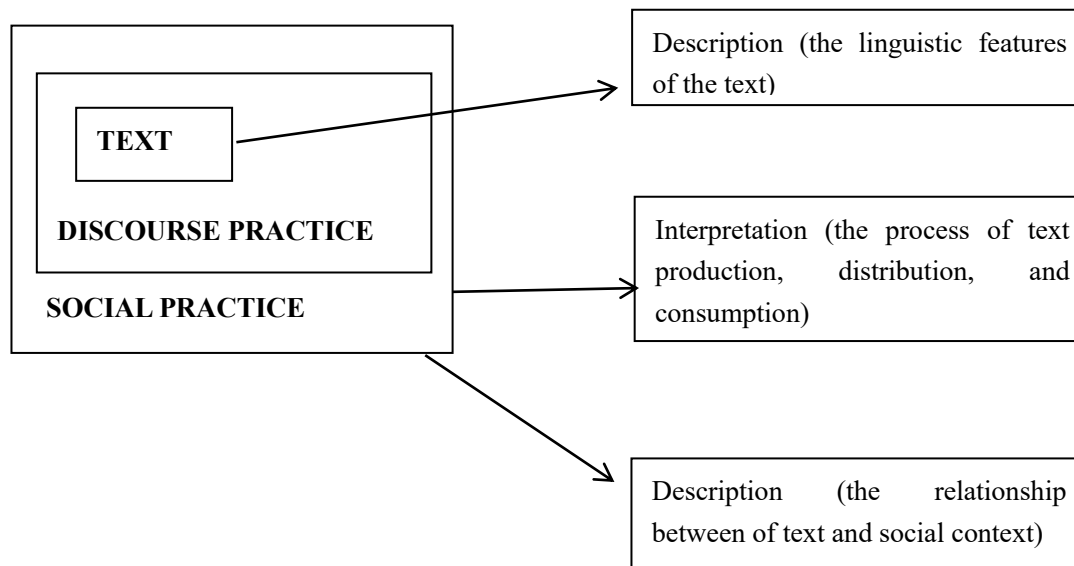 TEXT
DISCOURSE PRACTICE
SOCIAL PRACTICE
Description (the linguistic features
of the text)
Interpretation (the process of text
production, distribution, and
consumption)
Description (the relationship
between of text and social context)